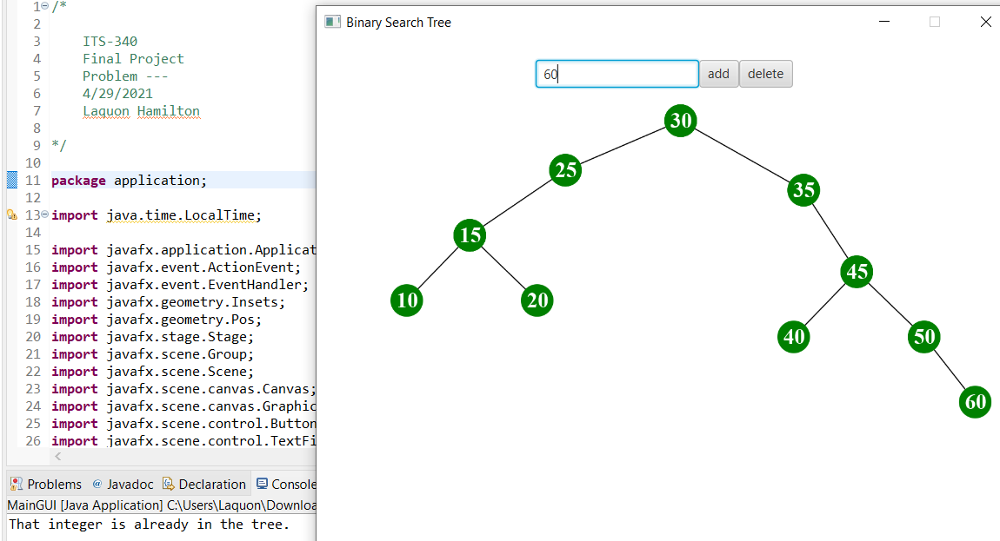 1 /*
2
3 ITS-340
4 Final Project
5 Problem ---
6 4/29/2021
7 Laquon Hamilton
8
9 */
10
11 package application;
12
13 import java.time.LocalTime;
14
15 import javafx.application.Applicat
16 import javafx.event.ActionEvent;
17 import javafx.event.EventHandler;
18 import javafx.geometry.Insets;
19 import javafx.geometry.Pos;
20 import javafx.stage.Stage;
21 import javafx.scene.Group;
22 import javafx.scene.Scene;
23 import javafx.scene.canvas.Canvas;
24 import javafx.scene.canvas.Graphic
25 import javafx.scene.control.Button
26 import javafx.scene.control.TextFi
Problems @ Javadoc Declaration Console
MainGUI [Java Application] C:\Users\Laquon\Downloa
That integer is already in the tree.
Binary Search Tree
60 add delete
30
25
35
15
45
10 20
40 50
60